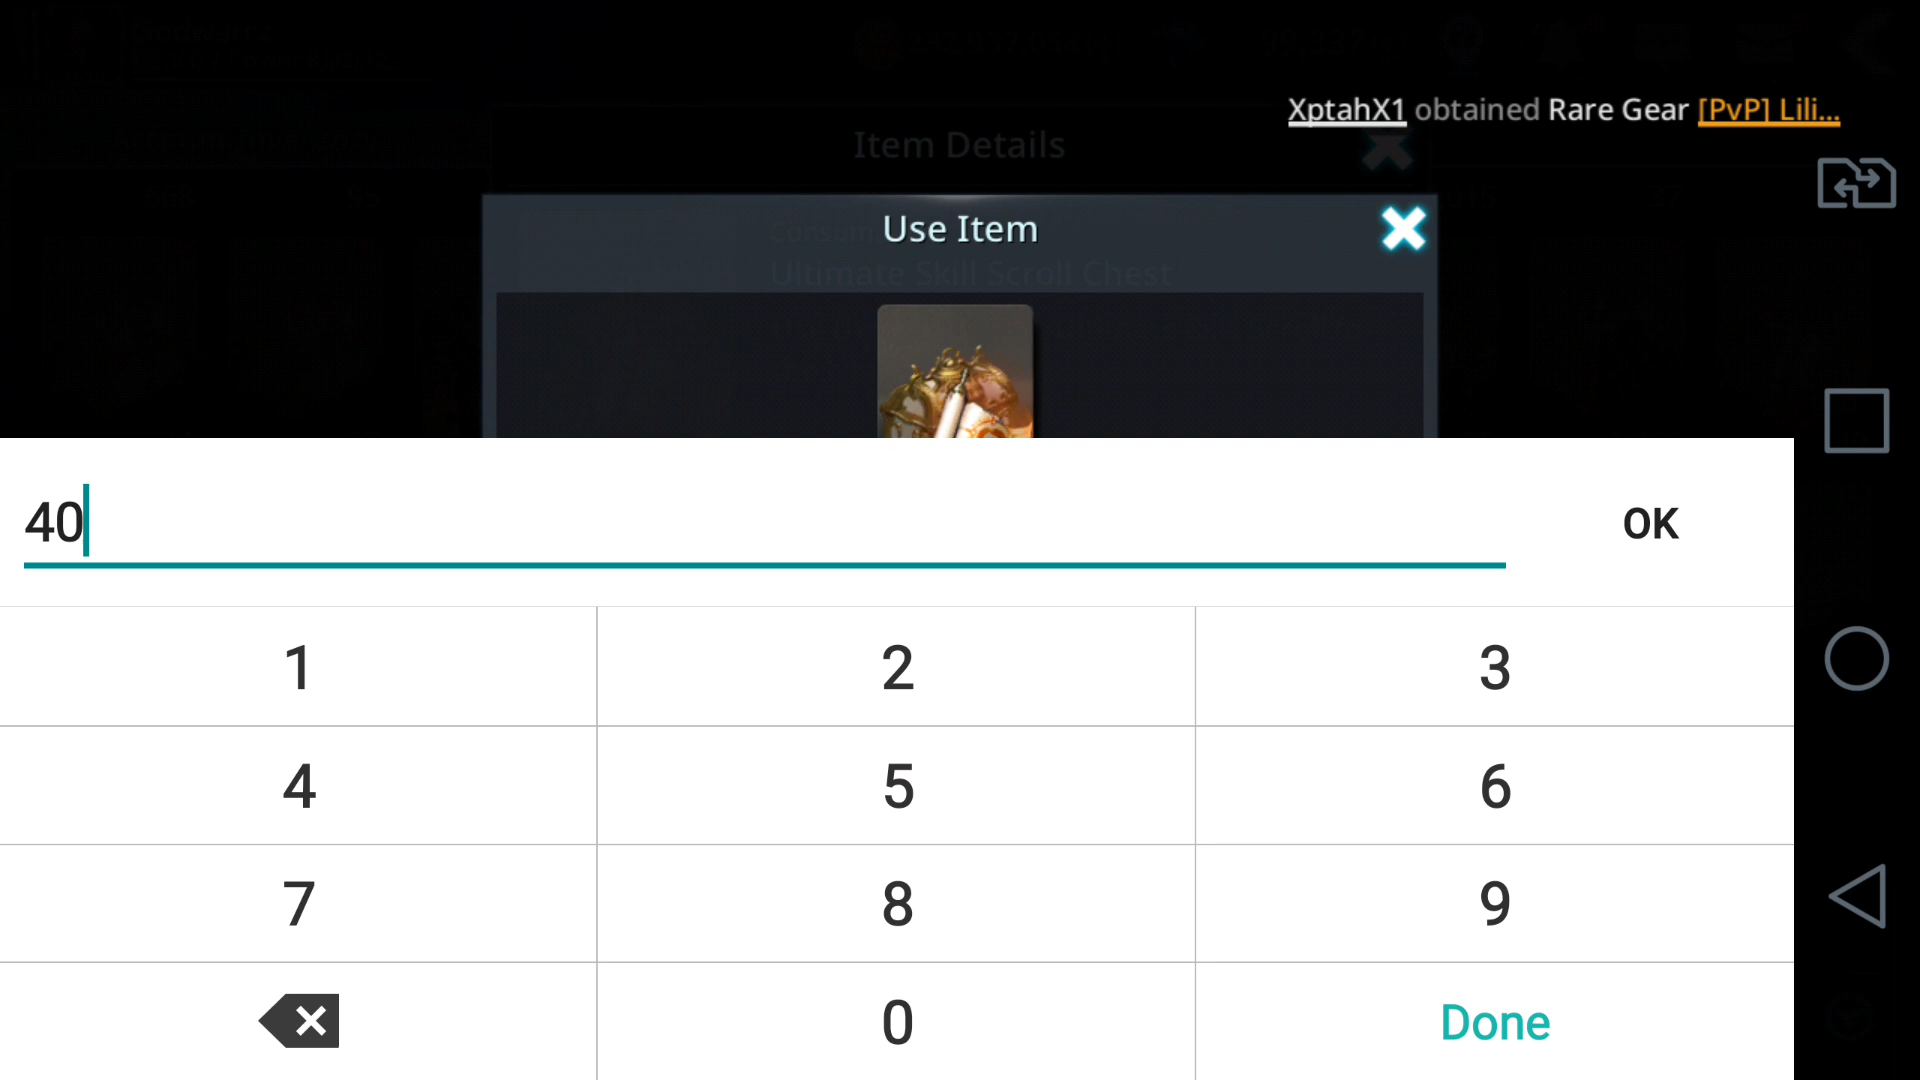 XptahX1 obtained Rare Gear [PvP] Lili...
Item Details
Use Item
Ultimate Skill Scroll Chest
40
OK
1 2 3
4 5 6
7 8 9
0 Done